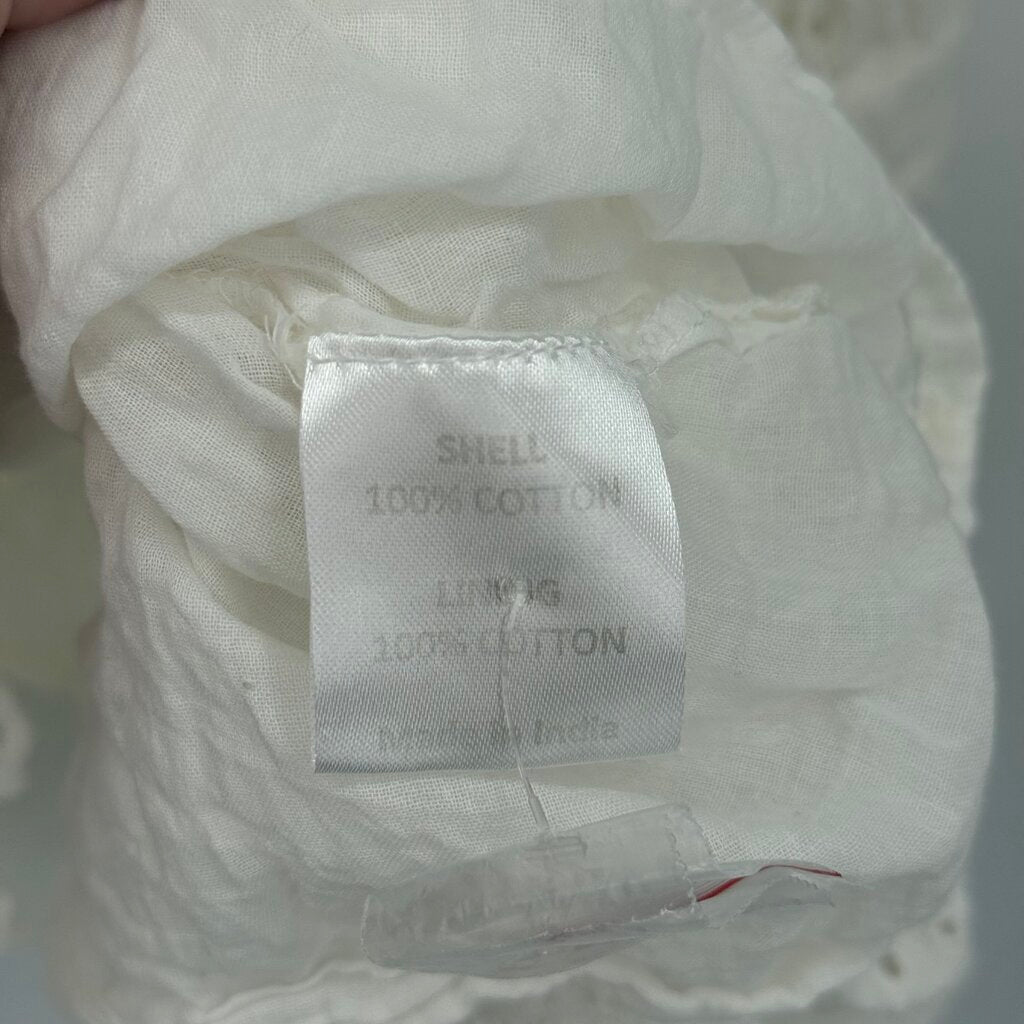 SHELL
100% COTTON
LINING
100% COTTON
Made in India